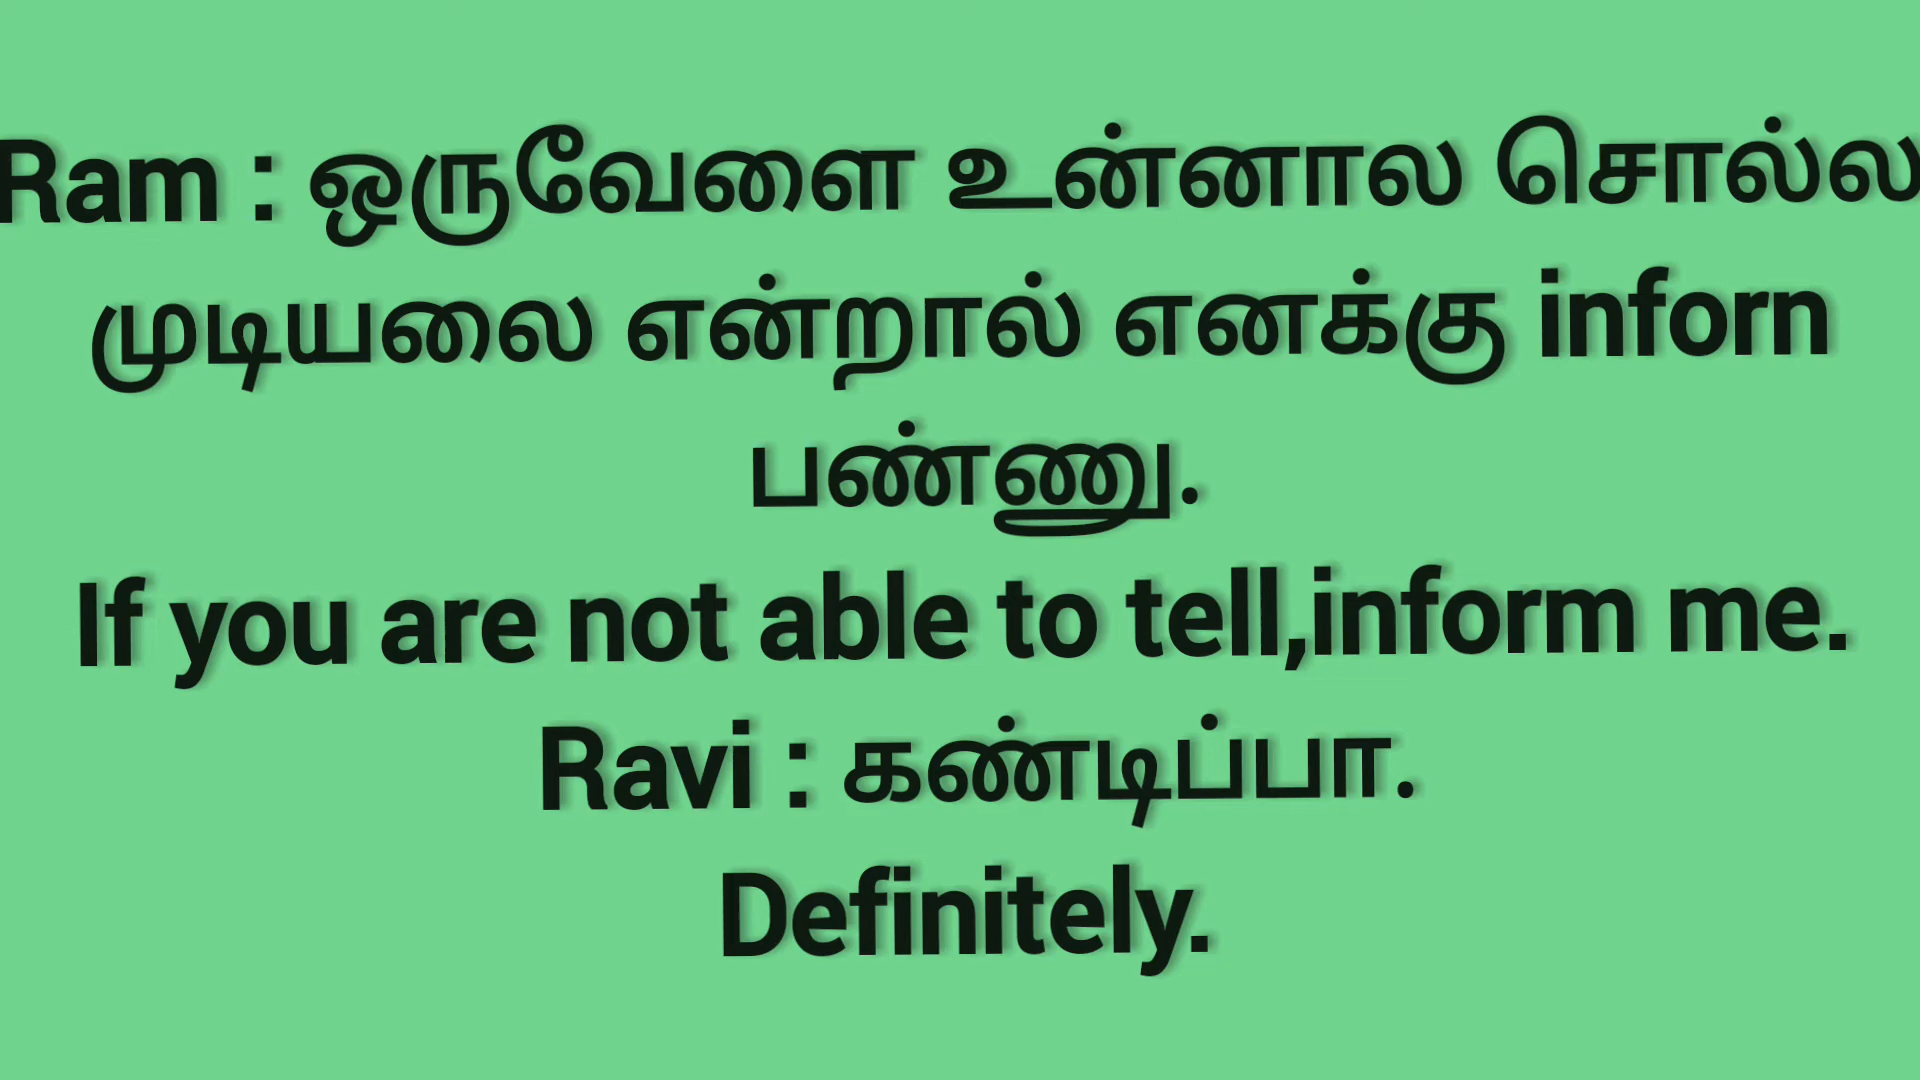 Ram : ஒருவேளை உன்னால சொல்ல
முடியலை என்றால் எனக்கு inforn
பண்ணு.
If you are not able to tell,inform me.
Ravi : கண்டிப்பா.
Definitely.